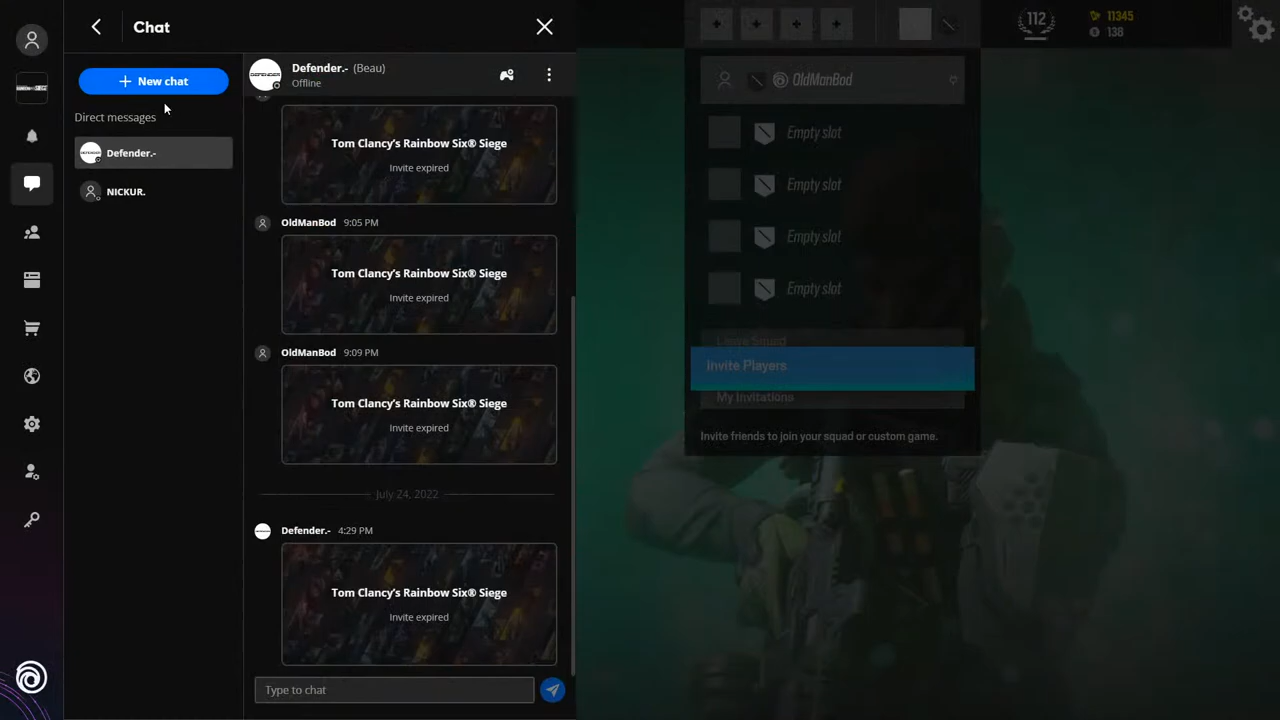 Chat
+ New chat
Direct messages
Defender.-
NICKUR.
Defender.- (Beau)
Offline
Tom Clancy's Rainbow Six® Siege
Invite expired
OldManBod 9:05 PM
Tom Clancy's Rainbow Six® Siege
Invite expired
OldManBod 9:09 PM
Tom Clancy's Rainbow Six® Siege
Invite expired
July 24, 2022
Defender.- 4:29 PM
Tom Clancy's Rainbow Six® Siege
Invite expired
Type to chat
112
11345
138
OldManBod
Empty slot
Empty slot
Empty slot
Empty slot
Leave Squad
Invite Players
My Invitations
Invite friends to join your squad or custom game.